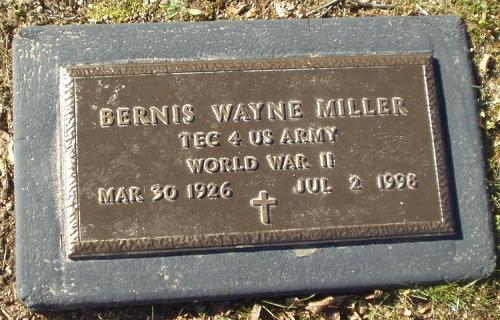 BERNIS WAYNE MILLER
TEC 4 US ARMY
WORLD WAR II
MAR 30 1926 JUL 2 1998